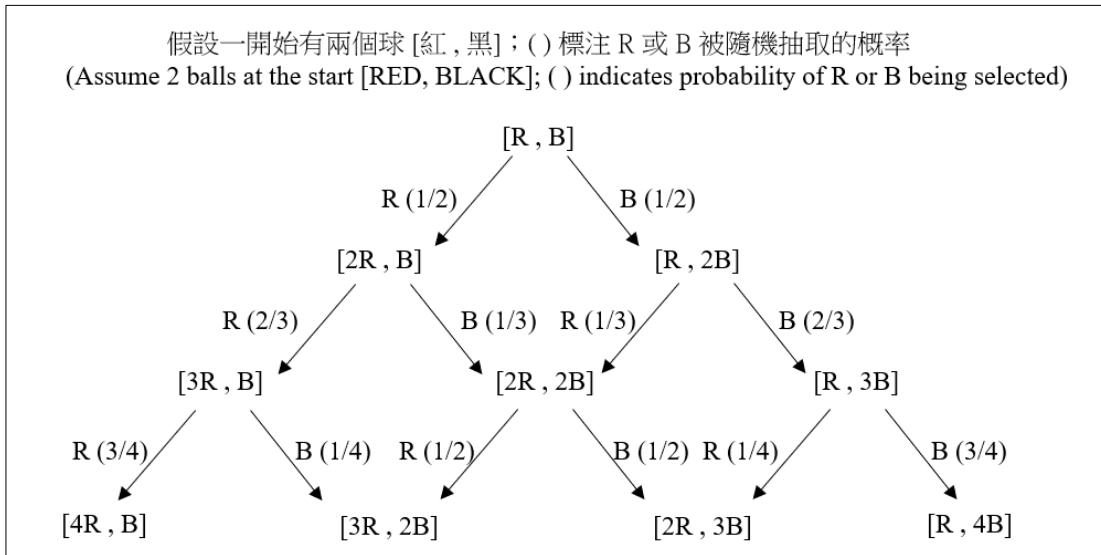 假設一開始有兩個球 [紅 , 黑]；( ) 標注 R 或 B 被隨機抽取的概率
(Assume 2 balls at the start [RED, BLACK]; ( ) indicates probability of R or B being selected)
[R , B]
R (1/2) B (1/2)
[2R , B] [R , 2B]
R (2/3) B (1/3) R (1/3) B (2/3)
[3R , B] [2R , 2B] [R , 3B]
R (3/4) B (1/4) R (1/2) B (1/2) R (1/4) B (3/4)
[4R , B] [3R , 2B] [2R , 3B] [R , 4B]